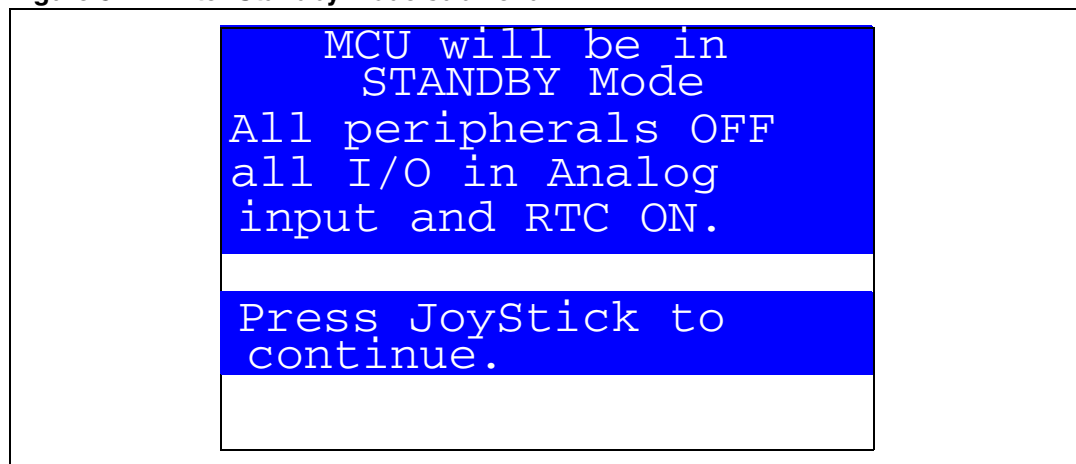 MCU will be in
STANDBY Mode
All peripherals OFF
all I/O in Analog
input and RTC ON.
Press JoyStick to
continue.